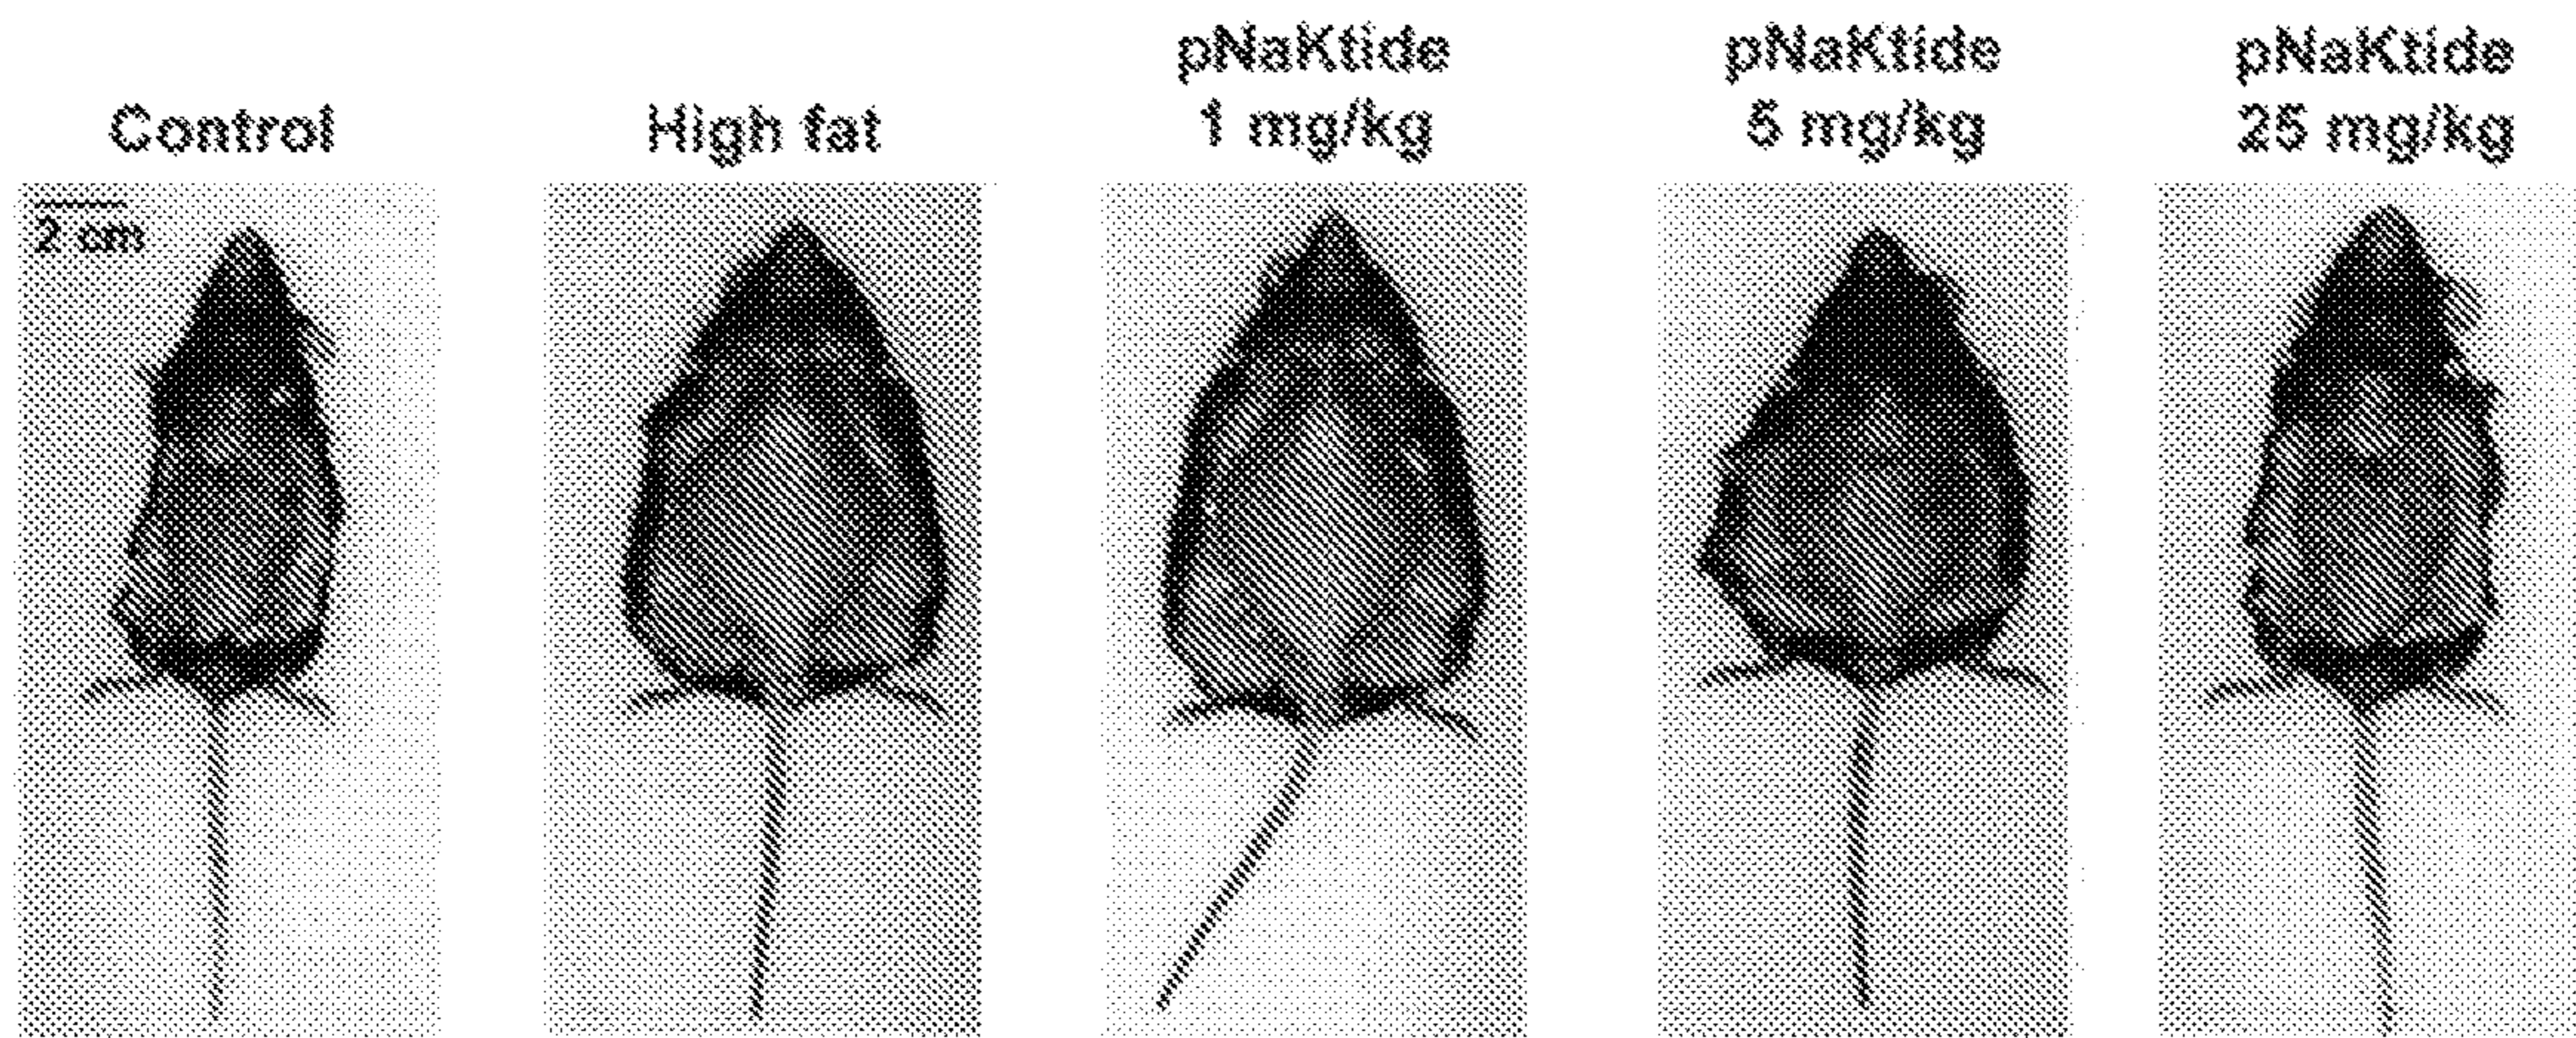 Control
High fat
pNaKtide
1 mg/kg
pNaKtide
5 mg/kg
pNaKtide
25 mg/kg
2 cm